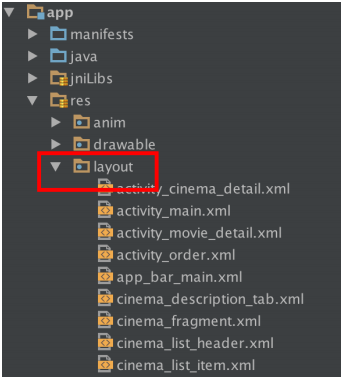 app
manifests
java
jniLibs
res
anim
drawable
layout
activity_cinema_detail.xml
activity_main.xml
activity_movie_detail.xml
activity_order.xml
app_bar_main.xml
cinema_description_tab.xml
cinema_fragment.xml
cinema_list_header.xml
cinema_list_item.xml